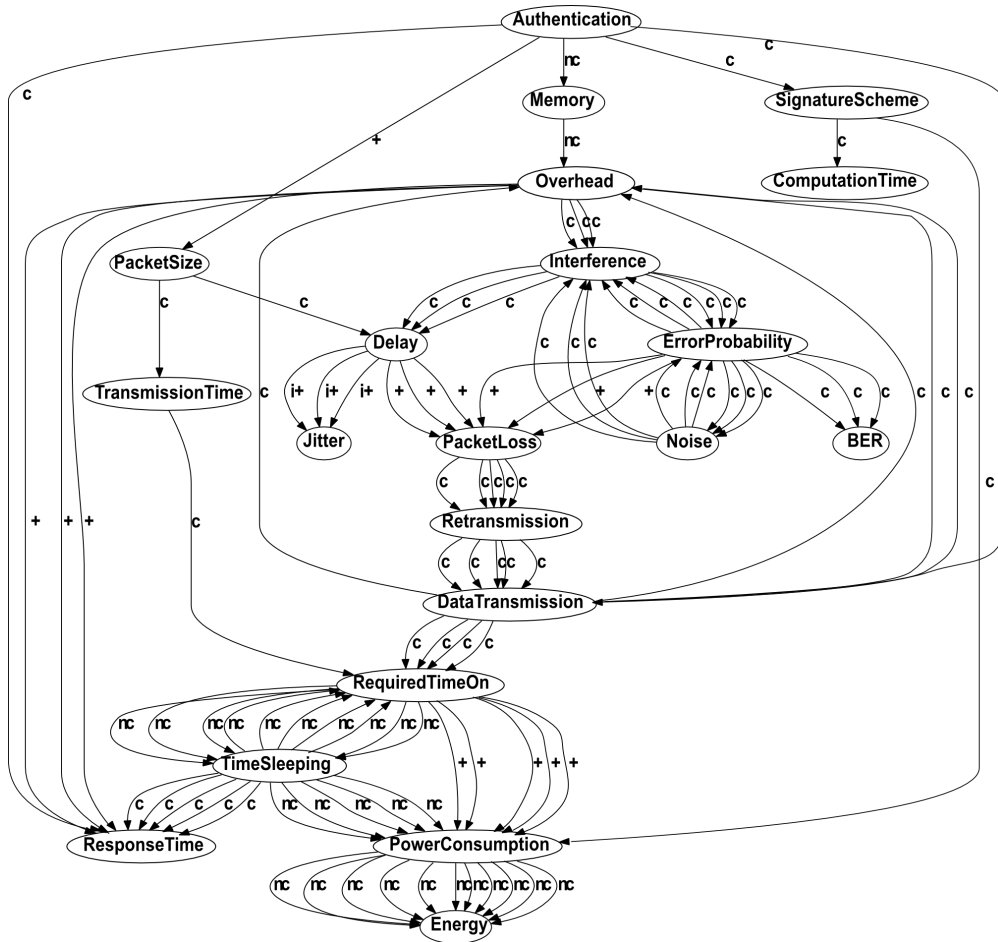 Authentication
c
c
nc
c
c
Memory
SignatureScheme
+
nc
c
Overhead
ComputationTime
c c c
PacketSize
Interference
c
c
c c c
c c c
c c c
Delay
ErrorProbability
c c c
TransmissionTime
c
i+ i+ i+
+ + + +
+ +
c c c c c c
c c c
c c c
Jitter
PacketLoss
Noise
BER
c c c c c
c
+ + +
c
Retransmission
c c c c c
DataTransmission
c c c c
RequiredTimeOn
nc nc nc nc nc nc nc nc nc nc
TimeSleeping
+ + + + +
c c c c c
nc nc nc nc nc
ResponseTime
PowerConsumption
nc nc nc nc nc nc nc nc nc nc nc
Energy